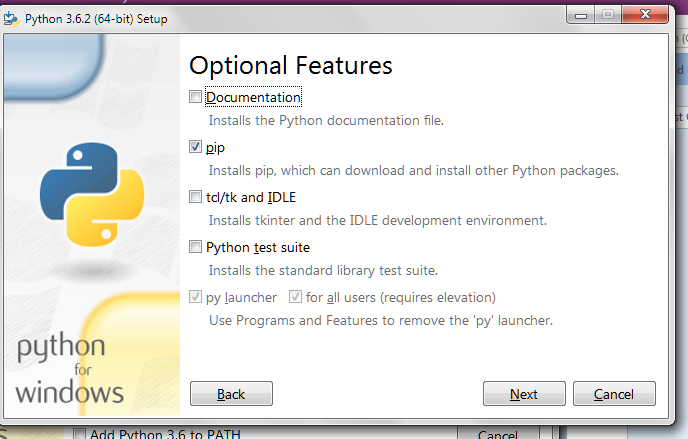 Python 3.6.2 (64-bit) Setup
Optional Features
Documentation
Installs the Python documentation file.
pip
Installs pip, which can download and install other Python packages.
tcl/tk and IDLE
Installs tkinter and the IDLE development environment.
Python test suite
Installs the standard library test suite.
py launcher for all users (requires elevation)
Use Programs and Features to remove the 'py' launcher.
python
for
windows
Back Next Cancel
Add Python 3.6 to PATH Cancel